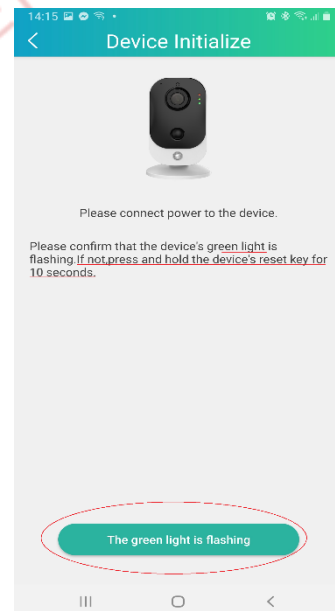 14:15
Device Initialize
Please connect power to the device.
Please confirm that the device's green light is
flashing.If not,press and hold the device's reset key for
10 seconds.
The green light is flashing